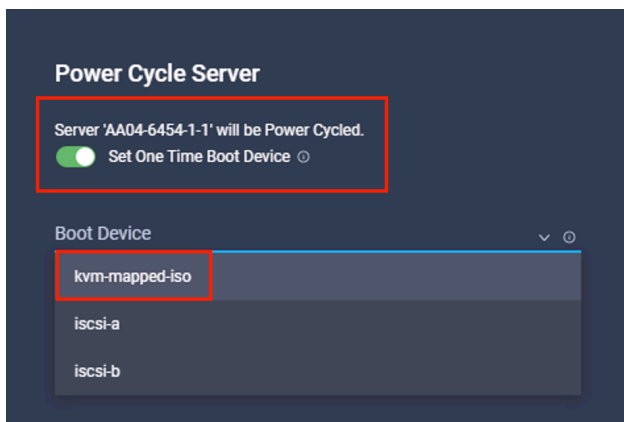 Power Cycle Server
Server 'AA04-6454-1-1' will be Power Cycled.
Set One Time Boot Device
Boot Device
kvm-mapped-iso
iscsi-a
iscsi-b